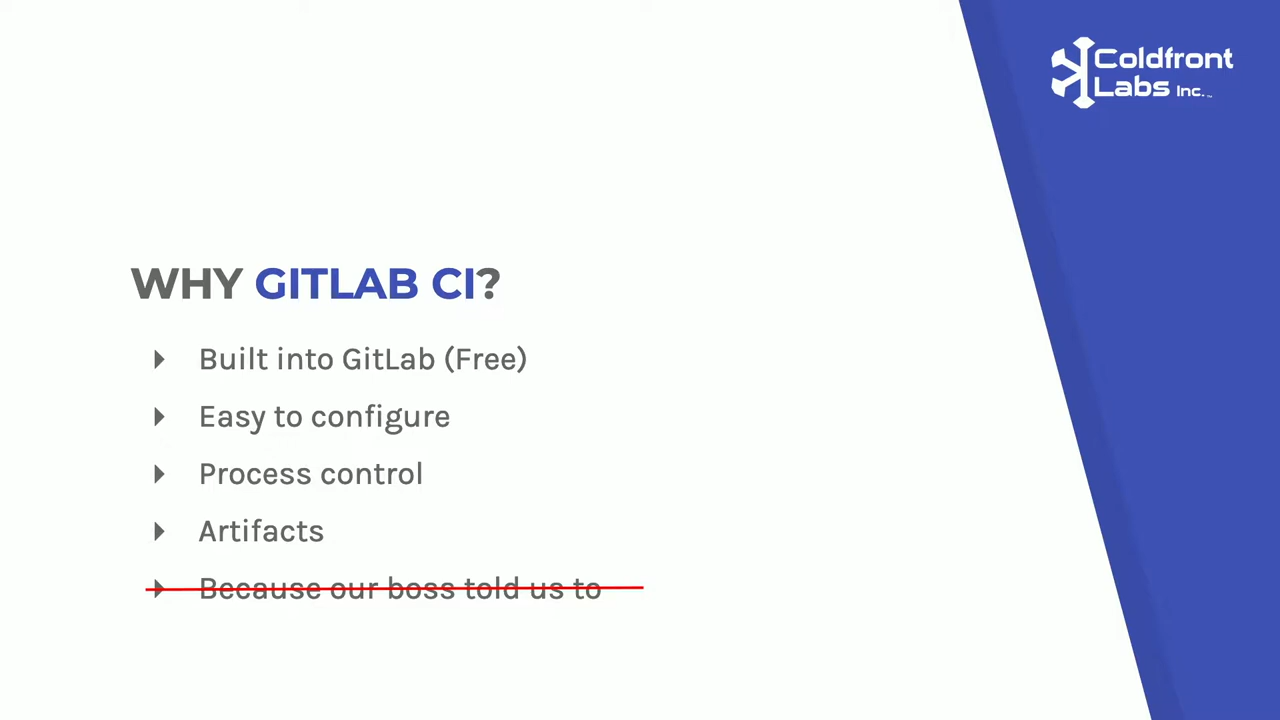 Coldfront
Labs Inc.™
WHY GITLAB CI?
Built into GitLab (Free)
Easy to configure
Process control
Artifacts
Because our boss told us to